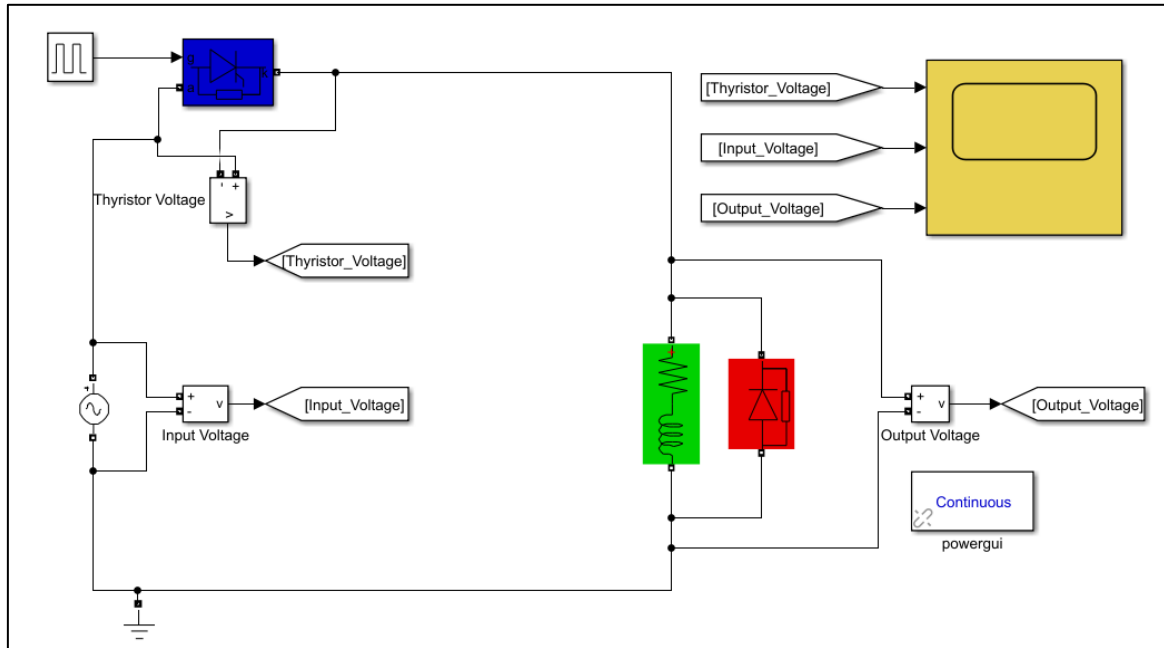 g
k
a
[Thyristor_Voltage]
[Input_Voltage]
[Output_Voltage]
- +
v
Thyristor Voltage
[Thyristor_Voltage]
+
+
-
v
[Input_Voltage]
Input Voltage
+
+
-
v
[Output_Voltage]
Output Voltage
Continuous
powergui